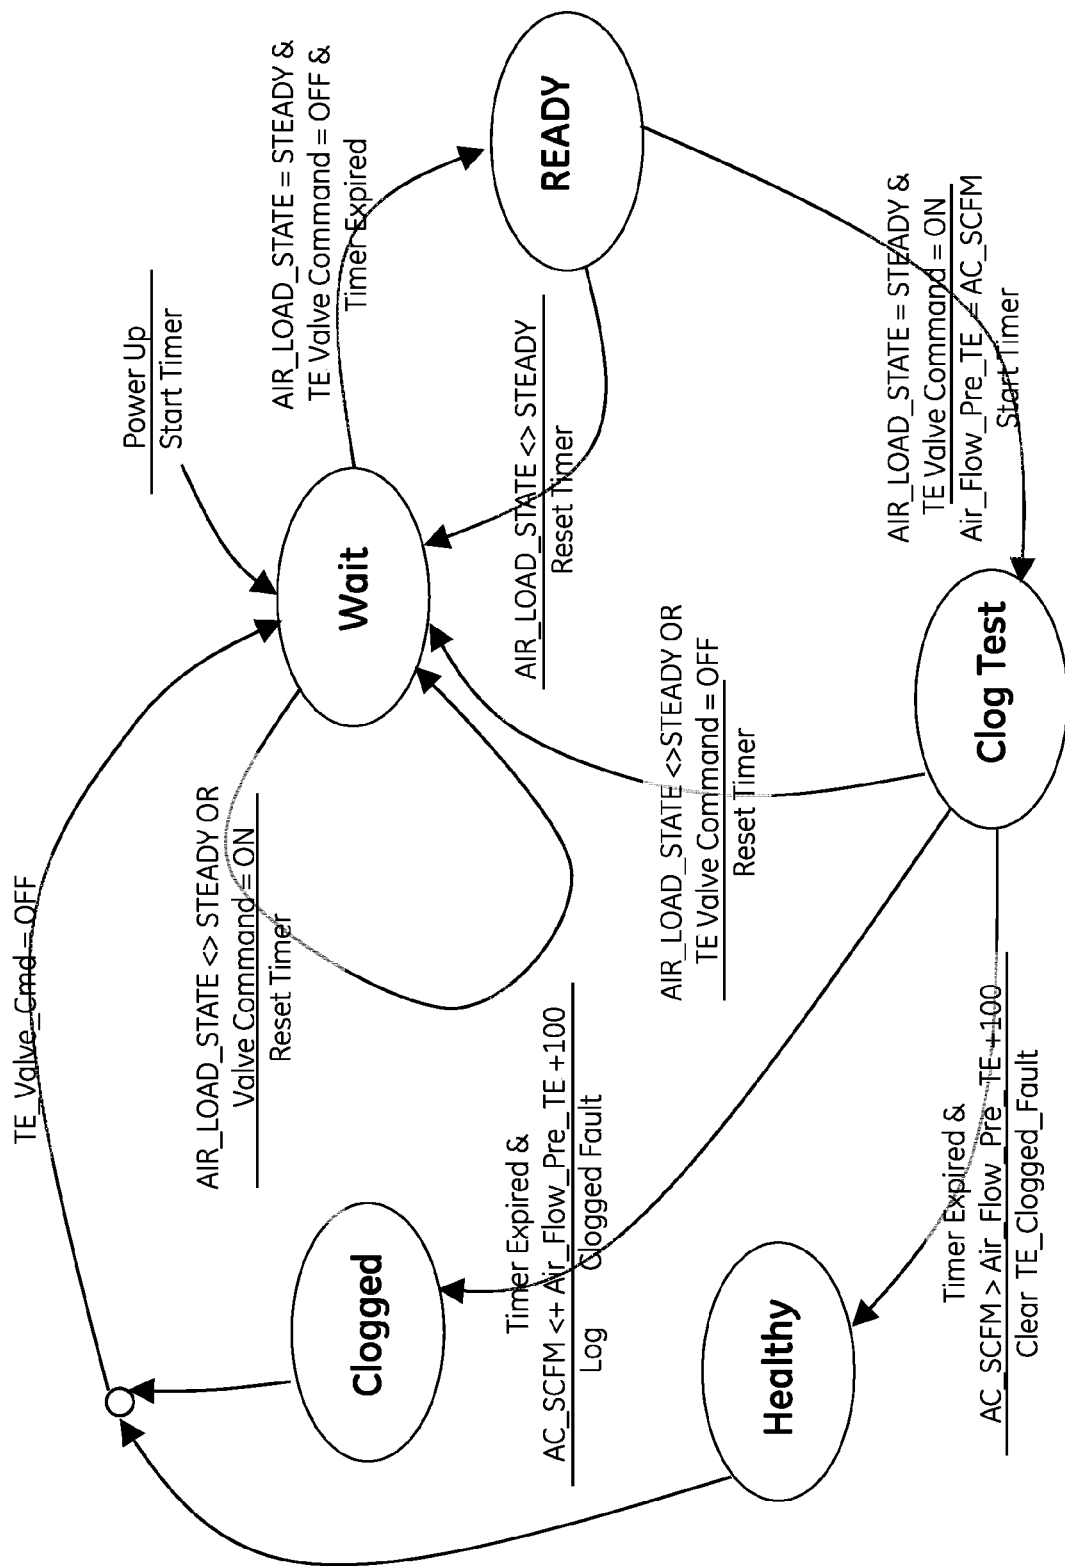 Power Up
Start Timer
AIR_LOAD_STATE = STEADY &
TE Valve Command = OFF &
Timer Expired
READY
Wait
AIR_LOAD_STATE <> STEADY
Reset Timer
AIR_LOAD_STATE = STEADY &
TE Valve Command = ON
Air_Flow_Pre_TE = AC_SCFM
Start Timer
Clog Test
AIR_LOAD_STATE <>STEADY OR
TE Valve Command = OFF
Reset Timer
AIR_LOAD_STATE <> STEADY OR
Valve Command = ON
Reset Timer
TE_Valve_Cmd = OFF
Timer Expired &
AC_SCFM <+ Air_Flow_Pre_TE +100
Log Clogged Fault
Clogged
Timer Expired &
AC_SCFM > Air_Flow_Pre_TE +100
Clear TE_Clogged_Fault
Healthy